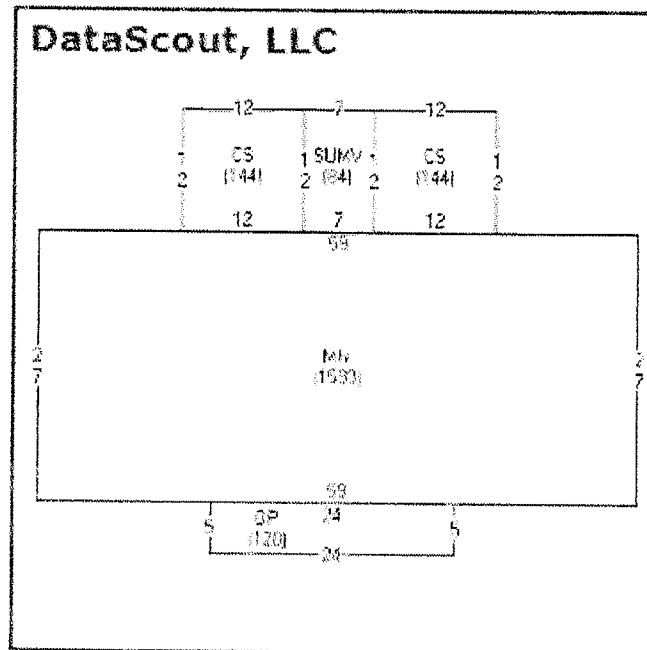 DataScout, LLC
12 7 12
1 CS 1 SUMV 1 CS 1
2 (144) 2 (84) 2 (144) 2
12 7 12
59
2 MN 2
7 (1593) 7
59
5 OP 24 5
(120) 24